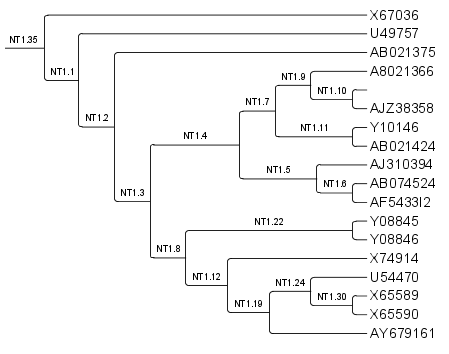 X67036
NT1.35
U49757
NT1.1
AB021375
A8021366
NT1.9
NT1.10
NT1.7
AJZ38358
NT1.2
Y10146
NT1.11
NT1.4
AB021424
AJ310394
NT1.5
AB074524
NT1.6
NT1.3
AF5433I2
Y08845
NT1.22
Y08846
NT1.8
X74914
NT1.12
U54470
NT1.24
X65589
NT1.30
NT1.19
X65590
AY679161